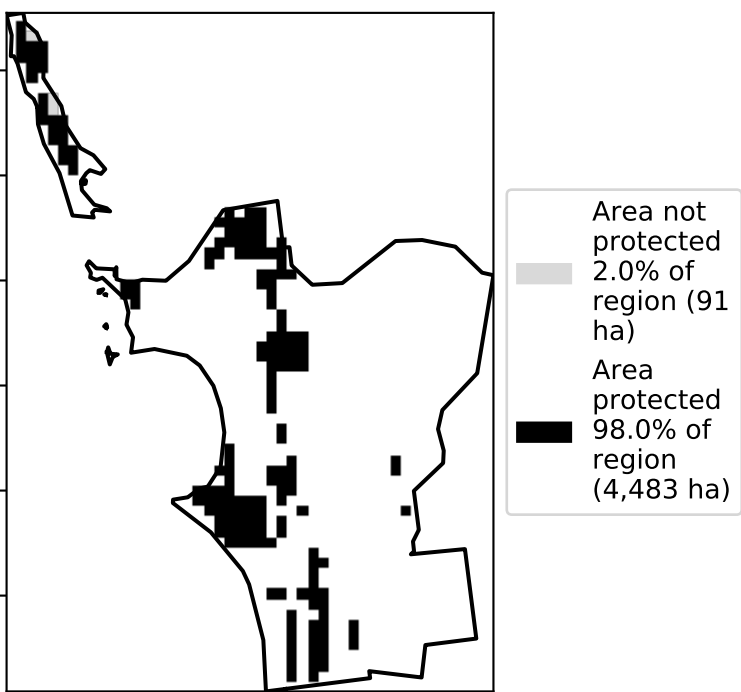 Area not
protected
2.0% of
region (91
ha)
Area
protected
98.0% of
region
(4,483 ha)